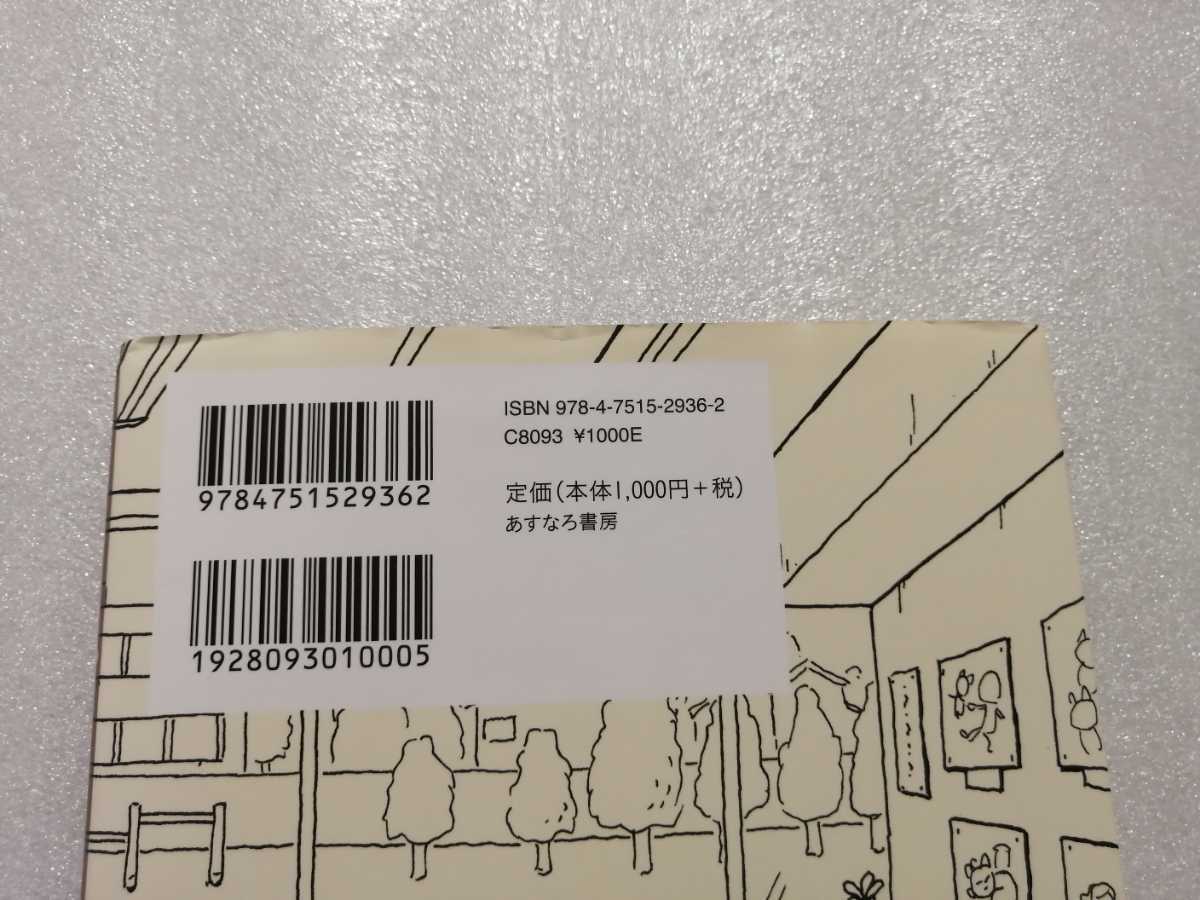 9784751529362
1928093010005
ISBN 978-4-7515-2936-2
C8093 ¥1000E
定価(本体1,000円+税)
あすなろ書房